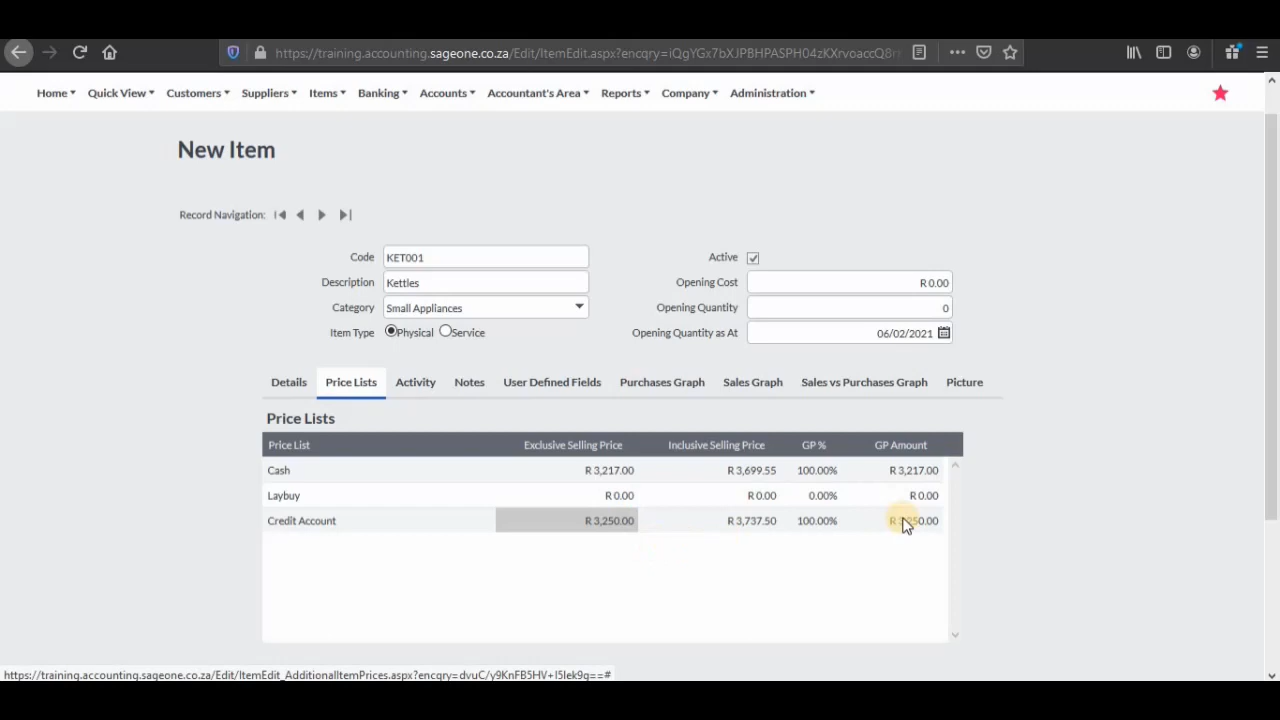 https://training.accounting.sageone.co.za/Edit/ItemEdit.aspx?encqry=iQgYGx7bXJPBHPASPH04zKXrvoaccQ8r
Home Quick View Customers Suppliers Items Banking Accounts Accountant's Area Reports Company Administration
New Item
Record Navigation:
Code KET001 Active
Description Kettles Opening Cost R 0.00
Category Small Appliances Opening Quantity 0
Item Type Physical Service Opening Quantity as At 06/02/2021
Details Price Lists Activity Notes User Defined Fields Purchases Graph Sales Graph Sales vs Purchases Graph Picture
Price Lists
Price List Exclusive Selling Price Inclusive Selling Price GP % GP Amount
Cash R 3,217.00 R 3,699.55 100.00% R 3,217.00
Laybuy R 0.00 R 0.00 0.00% R 0.00
Credit Account R 3,250.00 R 3,737.50 100.00% R 3,250.00
https://training.accounting.sageone.co.za/Edit/ItemEdit_AdditionalItemPrices.aspx?encqry=dvuC/y9KnFB5HV+I5Iek9q==#